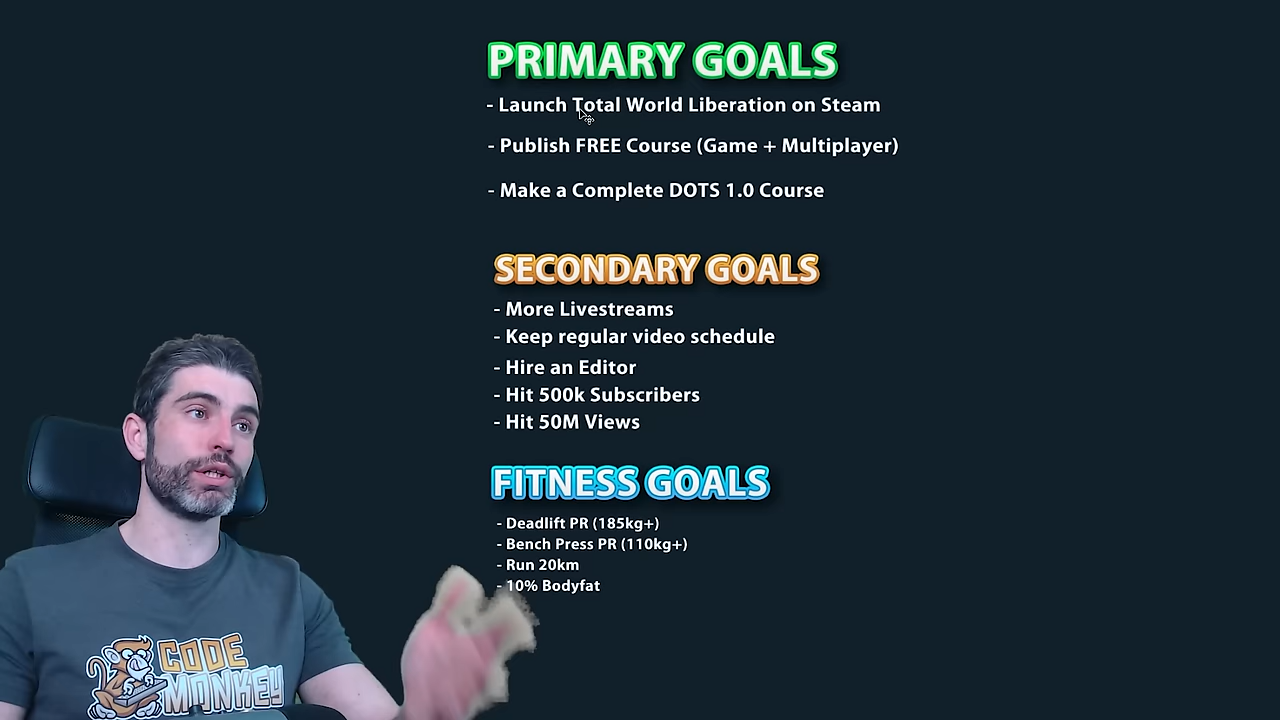 PRIMARY GOALS
- Launch Total World Liberation on Steam
- Publish FREE Course (Game + Multiplayer)
- Make a Complete DOTS 1.0 Course
SECONDARY GOALS
- More Livestreams
- Keep regular video schedule
- Hire an Editor
- Hit 500k Subscribers
- Hit 50M Views
FITNESS GOALS
- Deadlift PR (185kg+)
- Bench Press PR (110kg+)
- Run 20km
- 10% Bodyfat
CODE
MONKEY